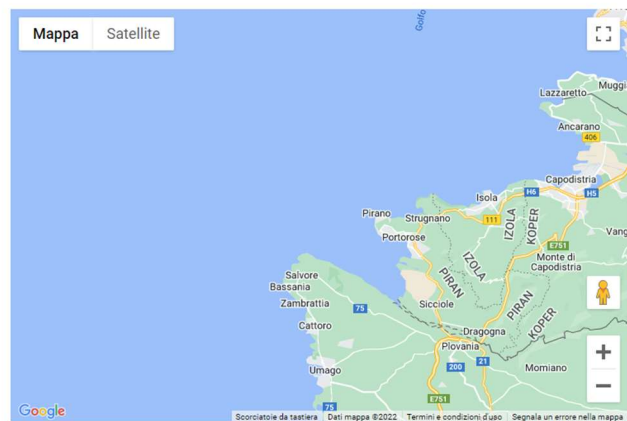 Mappa
Satellite
Golfo
Muggi
Lazzaretto
Ancarano
406
Capodistria
Isola
H6
H5
Pirano
Strugnano
111
IZOLA
KOPER
Portorose
Vang
E751
IZOLA
Monte di
Capodistria
PIRAN
Salvore
Bassania
Zambrattia
Sicciole
PIRAN
75
KOPER
Cattoro
Dragogna
Plovania
21
200
Momiano
Umago
E751
75
Google
Scorciatoie da tastiera
Dati mappa ©2022
Termini e condizioni d'uso
Segnala un errore nella mappa